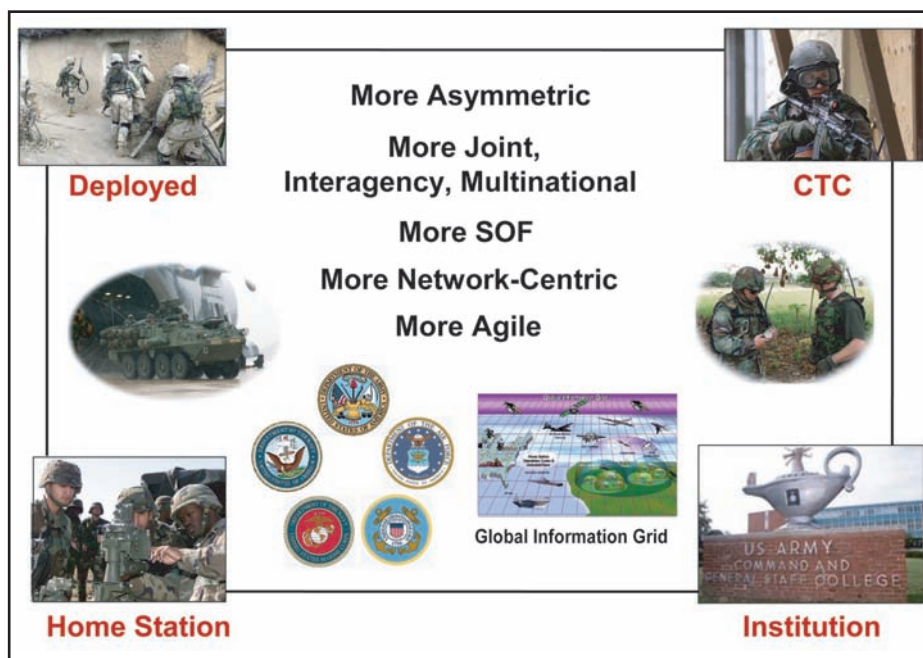 More Asymmetric
More Joint,
Interagency, Multinational
More SOF
More Network-Centric
More Agile
Deployed
CTC
Global Information Grid
US ARMY
COMMAND AND
GENERAL STAFF COLLEGE
Home Station
Institution